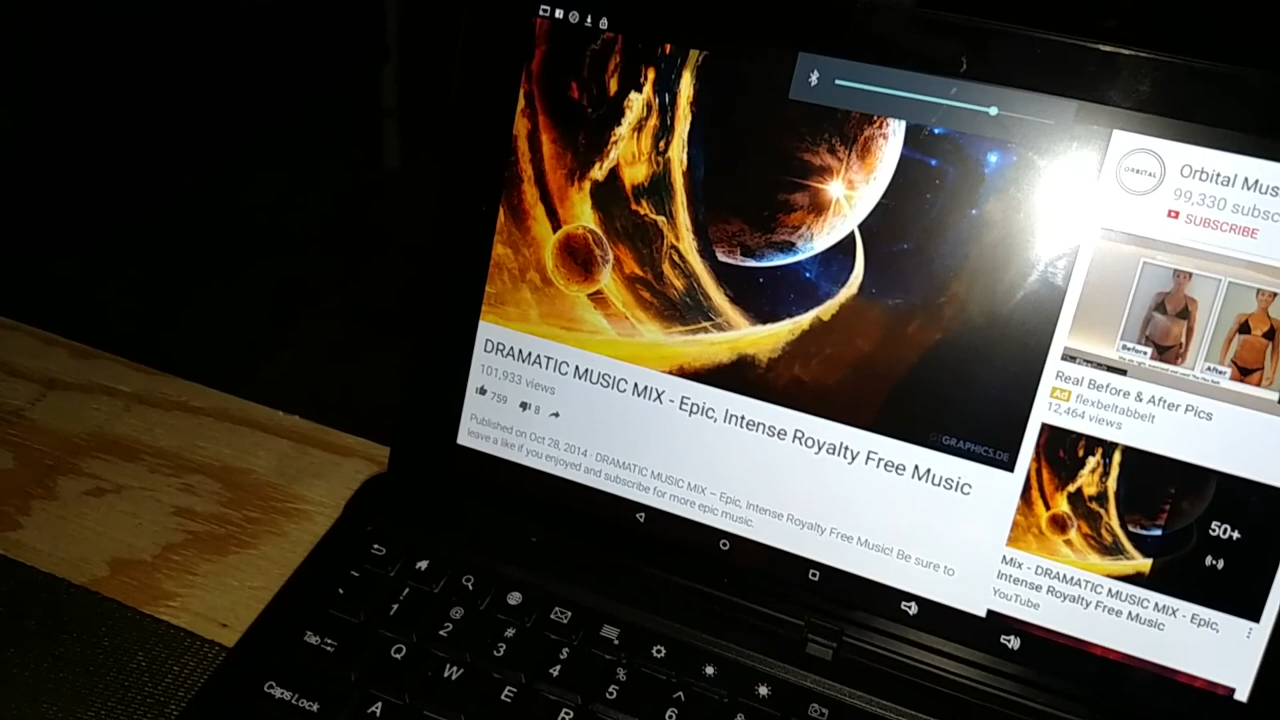 ORBITAL
Orbital Mus
99,330 subsc
SUBSCRIBE
Before
After
Real Before & After Pics
Ad flexbeltabbelt
12,464 views
GRAPHICS.DE
DRAMATIC MUSIC MIX - Epic, Intense Royalty Free Music
101,933 views
759 8
Published on Oct 28, 2014 · DRAMATIC MUSIC MIX – Epic, Intense Royalty Free Music! Be sure to
leave a like if you enjoyed and subscribe for more epic music.
50+
Mix - DRAMATIC MUSIC MIX - Epic,
Intense Royalty Free Music
YouTube
~ ! @ # $ % ^
` 1 2 3 4 5 6
Tab Q W E R
Caps Lock A